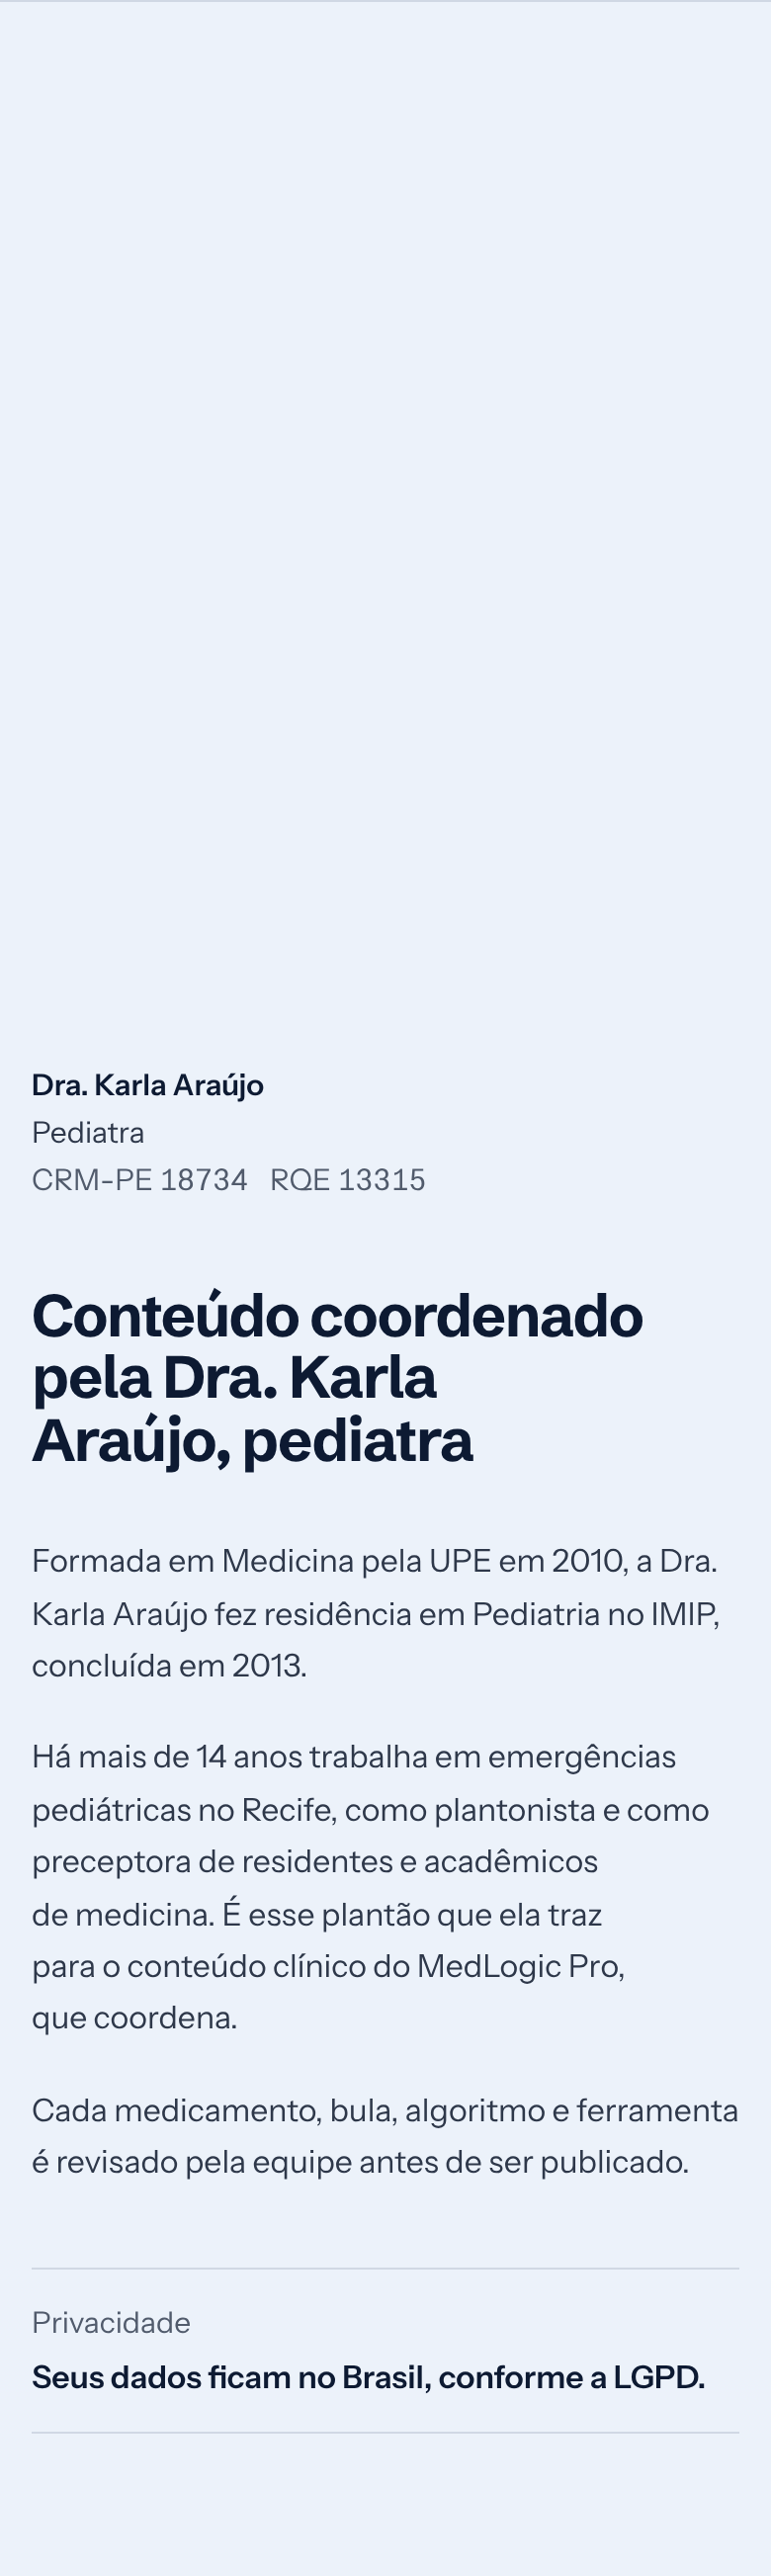 Dra. Karla Araújo
Pediatra
CRM-PE 18734 RQE 13315
Conteúdo coordenado
pela Dra. Karla
Araújo, pediatra
Formada em Medicina pela UPE em 2010, a Dra.
Karla Araújo fez residência em Pediatria no IMIP,
concluída em 2013.
Há mais de 14 anos trabalha em emergências
pediátricas no Recife, como plantonista e como
preceptora de residentes e acadêmicos
de medicina. É esse plantão que ela traz
para o conteúdo clínico do MedLogic Pro,
que coordena.
Cada medicamento, bula, algoritmo e ferramenta
é revisado pela equipe antes de ser publicado.
Privacidade
Seus dados ficam no Brasil, conforme a LGPD.